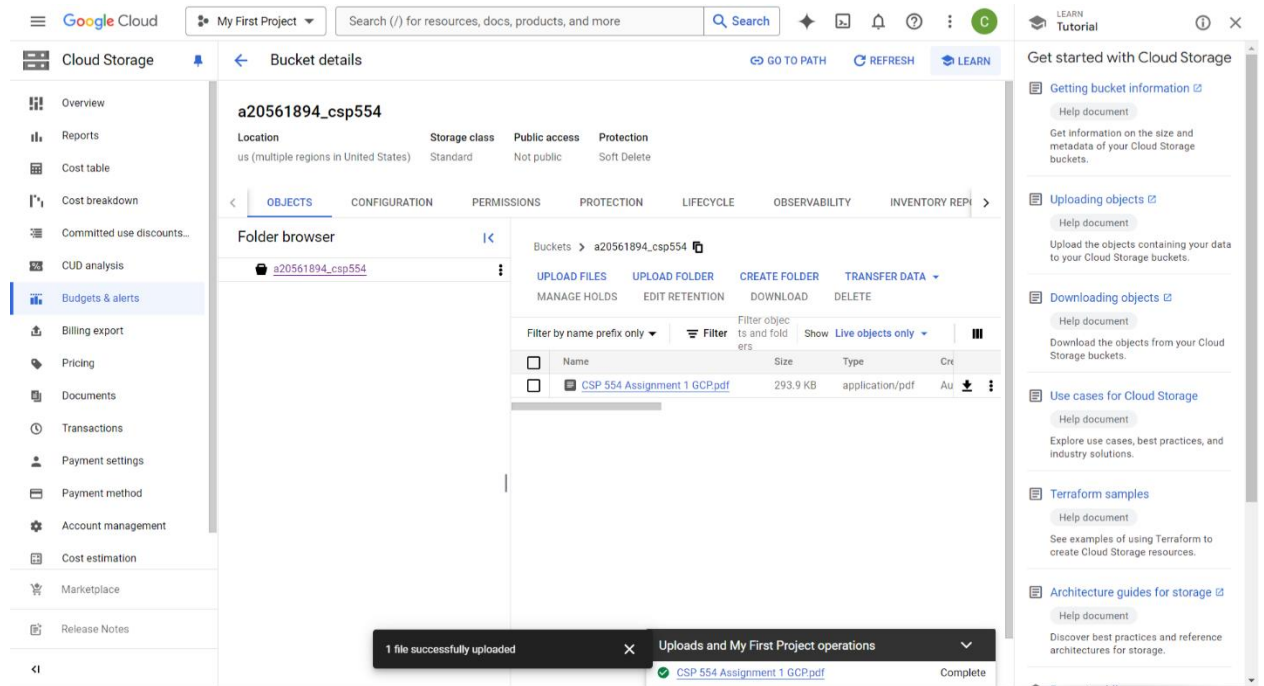 Google Cloud
My First Project
Search (/) for resources, docs, products, and more
Search
C
LEARN
Tutorial
Cloud Storage
Bucket details
GO TO PATH
REFRESH
LEARN
Get started with Cloud Storage
Overview
Reports
Cost table
Cost breakdown
Committed use discounts...
CUD analysis
Budgets & alerts
Billing export
Pricing
Documents
Transactions
Payment settings
Payment method
Account management
Cost estimation
Marketplace
Release Notes
a20561894_csp554
Location
Storage class
Public access
Protection
us (multiple regions in United States)
Standard
Not public
Soft Delete
OBJECTS
CONFIGURATION
PERMISSIONS
PROTECTION
LIFECYCLE
OBSERVABILITY
INVENTORY REP
Folder browser
a20561894_csp554
Buckets > a20561894_csp554
UPLOAD FILES
UPLOAD FOLDER
CREATE FOLDER
TRANSFER DATA
MANAGE HOLDS
EDIT RETENTION
DOWNLOAD
DELETE
Filter by name prefix only
Filter
Filter objec
ts and fold
ers
Show
Live objects only
Name
Size
Type
Cre
CSP 554 Assignment 1 GCP.pdf
293.9 KB
application/pdf
Au
1 file successfully uploaded
Uploads and My First Project operations
CSP 554 Assignment 1 GCP.pdf
Complete
Getting bucket information
Help document
Get information on the size and
metadata of your Cloud Storage
buckets.
Uploading objects
Help document
Upload the objects containing your data
to your Cloud Storage buckets.
Downloading objects
Help document
Download the objects from your Cloud
Storage buckets.
Use cases for Cloud Storage
Help document
Explore use cases, best practices, and
industry solutions.
Terraform samples
Help document
See examples of using Terraform to
create Cloud Storage resources.
Architecture guides for storage
Help document
Discover best practices and reference
architectures for storage.